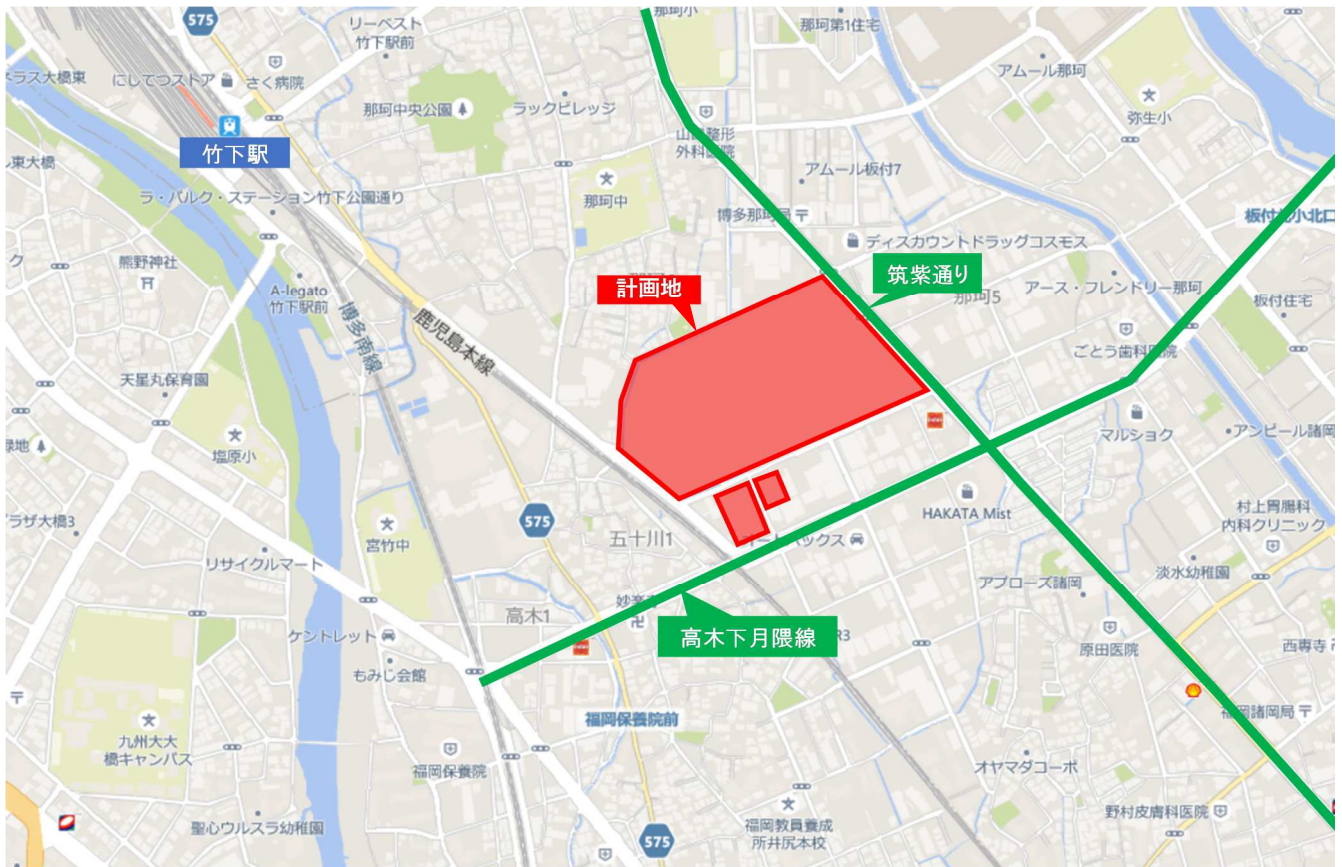 575
リーベスト
竹下駅前
那珂小
那珂第1住宅
ラス大橋東
にしてつストア
さく病院
アムール那珂
那珂中央公園
ラックビレッジ
弥生小
竹下駅
山
整形
外科医院
東大橋
アムール板付7
ラ・パルク・ステーション竹下公園通り
那珂中
博多那珂局
板付
小北口
ディスカウントドラッグコスモス
ク
熊野神社
筑紫通り
計画地
那珂5
アース・フレンドリー那珂
A-legato
竹下駅前
板付住宅
博多南線
鹿児島本線
ごとう歯科医院
天星丸保育園
マルショク
アンピール諸岡
緑地
塩原小
村上胃腸科
内科クリニック
HAKATA Mist
プラザ大橋3
575
宮竹中
五十川1
ックス
リサイクルマート
淡水幼稚園
アプローズ諸岡
高木1
妙楽
ケントレット
高木下月隈線
R3
原田医院
西専寺
もみじ会館
福岡保養院前
福岡諸岡局
九州大大
橋キャンパス
福岡保養院
オヤマダコーポ
野村皮膚科医院
聖心ウルスラ幼稚園
575
福岡教員養成
所井尻本校